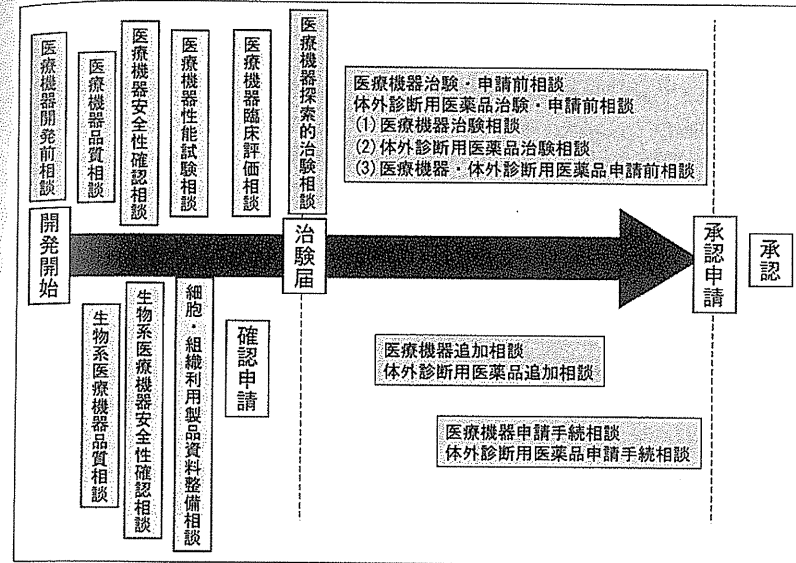 医療機器開発前相談
医療機器品質相談
医療機器安全性確認相談
医療機器性能試験相談
医療機器臨床評価相談
医療機器探索的治験相談
医療機器治験・申請前相談
体外診断用医薬品治験・申請前相談
(1)医療機器治験相談
(2)体外診断用医薬品治験相談
(3)医療機器・体外診断用医薬品申請前相談
開発開始
治験届
承認申請
承認
生物系医療機器品質相談
生物系医療機器安全性確認相談
細胞・組織利用製品資料整備相談
確認申請
医療機器追加相談
体外診断用医薬品追加相談
医療機器申請手続相談
体外診断用医薬品申請手続相談